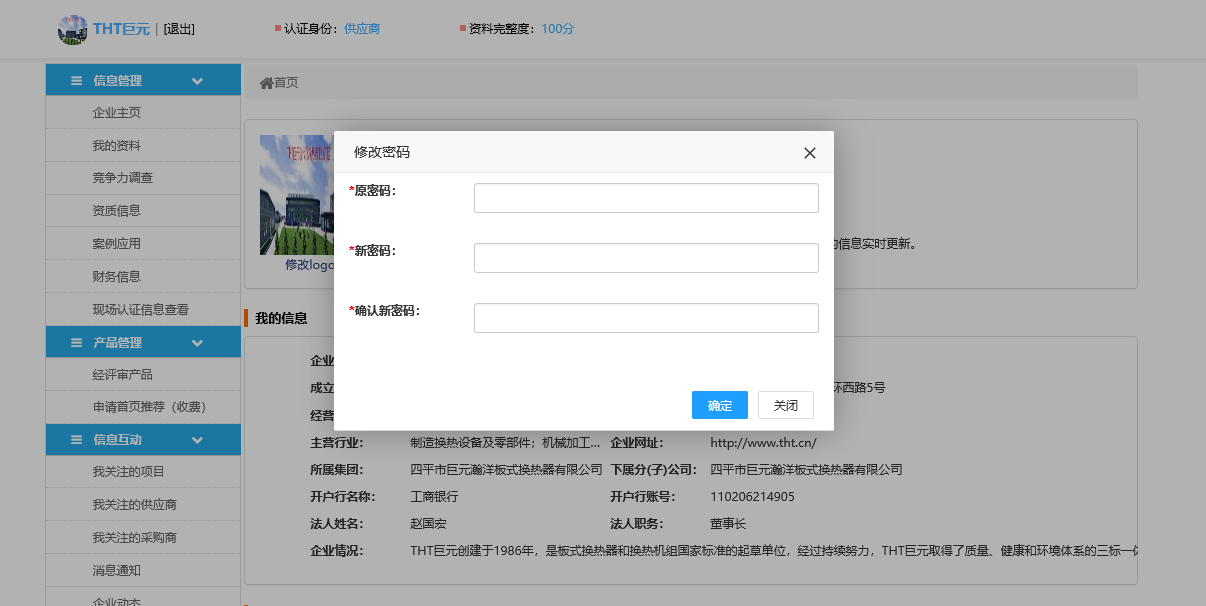 THT巨元 | [退出]
认证身份：供应商
资料完整度：100分
信息管理
企业主页
我的资料
竞争力调查
资质信息
案例应用
财务信息
现场认证信息查看
产品管理
经评审产品
申请首页推荐（收费）
信息互动
我关注的项目
我关注的供应商
我关注的采购商
消息通知
企业动态
首页
修改logo
的信息实时更新。
修改密码
*原密码：
*新密码：
*确认新密码：
确定
关闭
我的信息
企业
成立
环西路5号
经营
主营行业： 制造换热设备及零部件；机械加工... 企业网址： http://www.tht.cn/
所属集团： 四平市巨元瀚洋板式换热器有限公司 下属分(子)公司： 四平市巨元瀚洋板式换热器有限公司
开户行名称： 工商银行 开户行账号： 110206214905
法人姓名： 赵国宏 法人职务： 董事长
企业情况： THT巨元创建于1986年，是板式换热器和换热机组国家标准的起草单位，经过持续努力，THT巨元取得了质量、健康和环境体系的三标一体